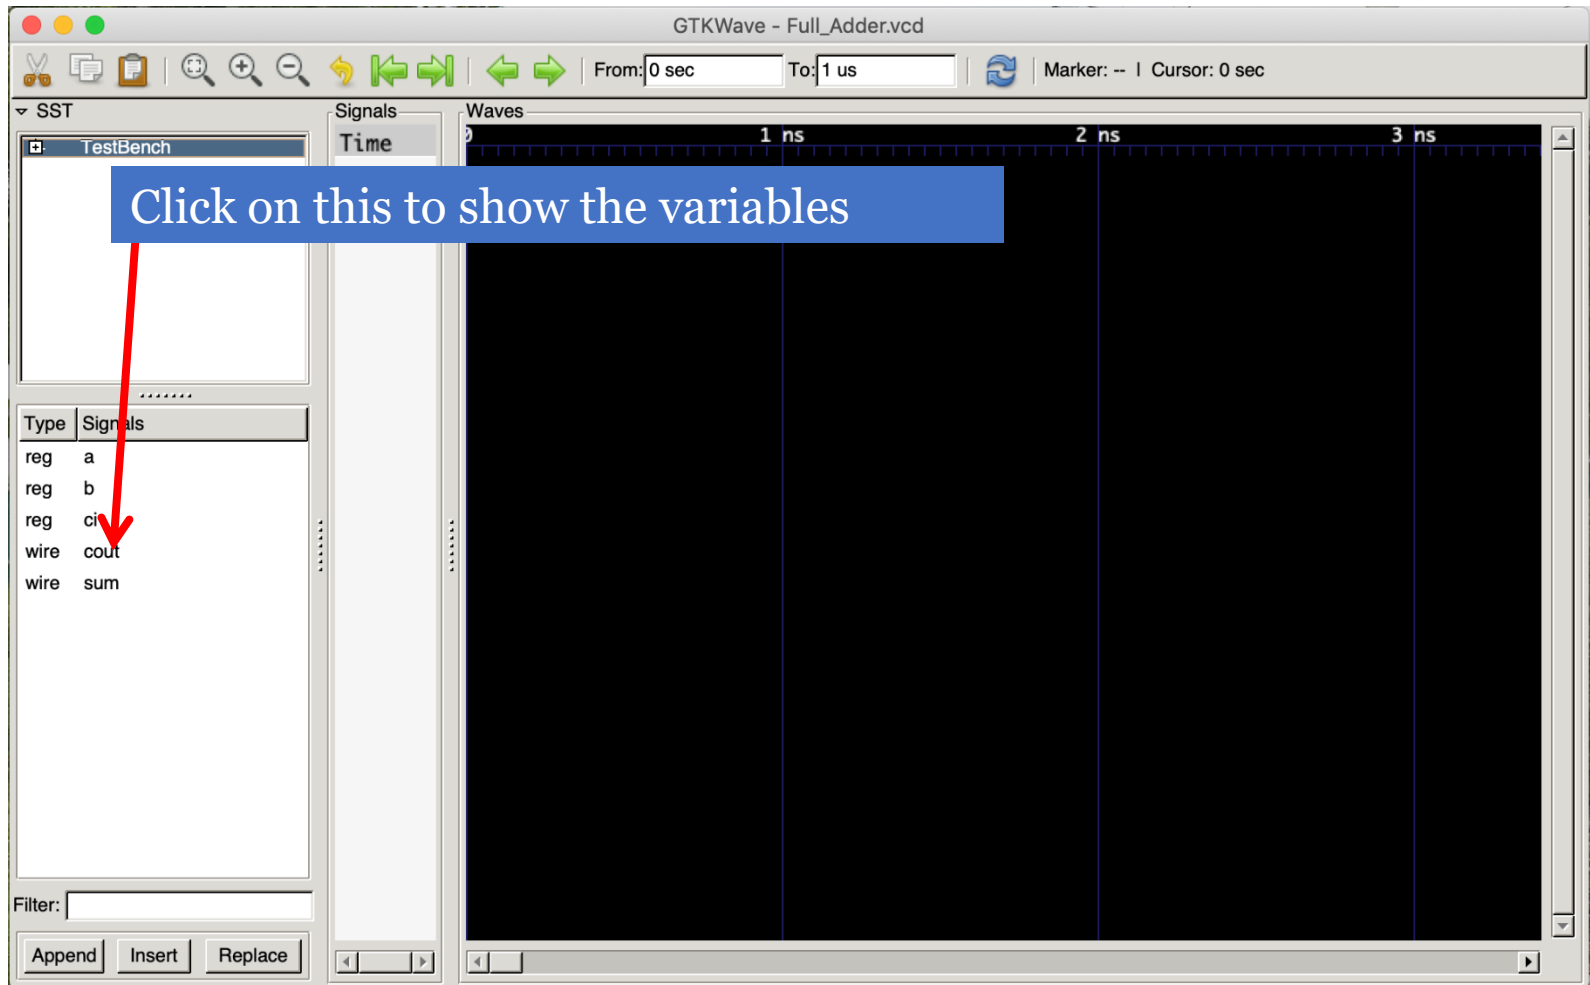 GTKWave - Full_Adder.vcd
From: 0 sec To: 1 us Marker: -- | Cursor: 0 sec
SST
Signals
Waves
TestBench
Time
0 1 ns 2 ns 3 ns
Click on this to show the variables
Type Signals
reg a
reg b
reg ci
wire cout
wire sum
Filter:
Append Insert Replace